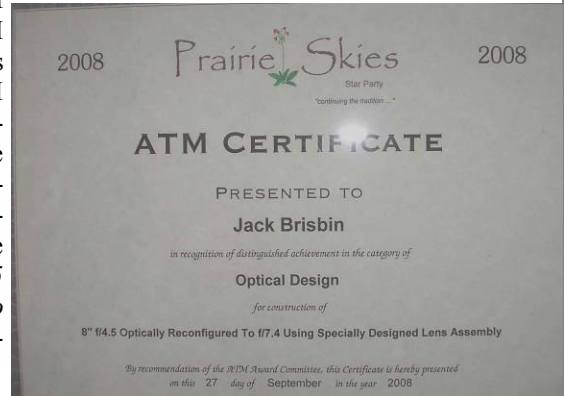 2008 Prairie Skies 2008
Star Party
"continuing the tradition ..."
ATM CERTIFICATE
PRESENTED TO
Jack Brisbin
in recognition of distinguished achievement in the category of
Optical Design
for construction of
8" f/4.5 Optically Reconfigured To f/7.4 Using Specially Designed Lens Assembly
By recommendation of the ATM Award Committee, this Certificate is hereby presented
on this 27 day of September in the year 2008